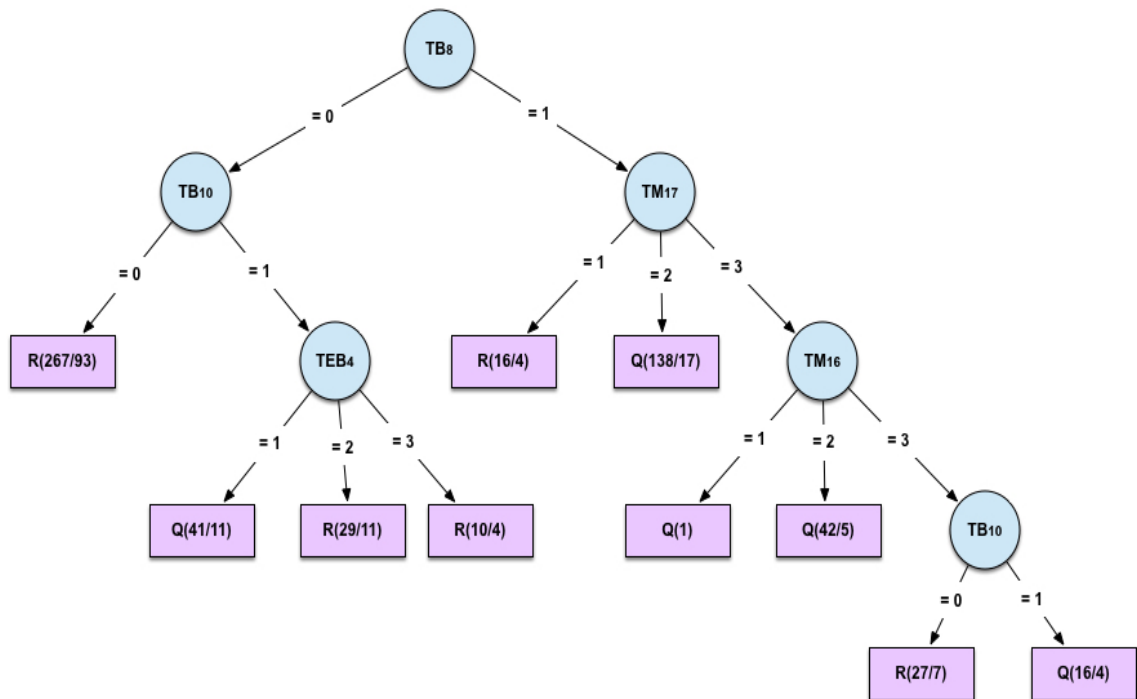 TB8
= 0
= 1
TB10
TM17
= 0
= 1
= 1
= 2
= 3
R(267/93)
TEB4
R(16/4)
Q(138/17)
TM16
= 1
= 2
= 3
= 1
= 2
= 3
Q(41/11)
R(29/11)
R(10/4)
Q(1)
Q(42/5)
TB10
= 0
= 1
R(27/7)
Q(16/4)